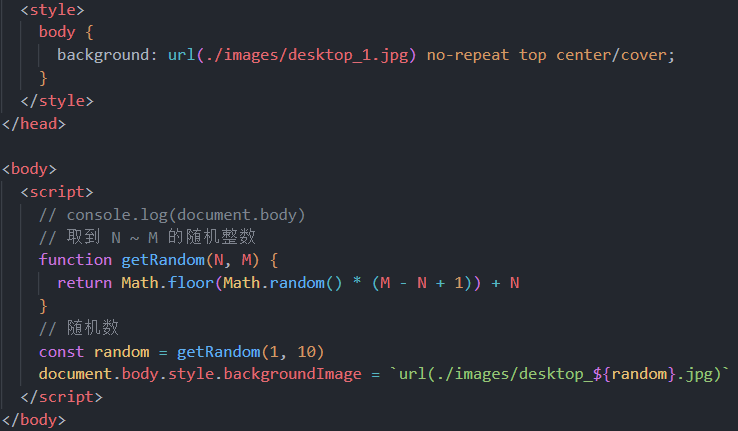 <style>
body {
background: url(./images/desktop_1.jpg) no-repeat top center/cover;
}
</style>
</head>
<body>
<script>
// console.log(document.body)
// 取到 N ~ M 的随机整数
function getRandom(N, M) {
return Math.floor(Math.random() * (M - N + 1)) + N
}
// 随机数
const random = getRandom(1, 10)
document.body.style.backgroundImage = `url(./images/desktop_${random}.jpg)`
</script>
</body>